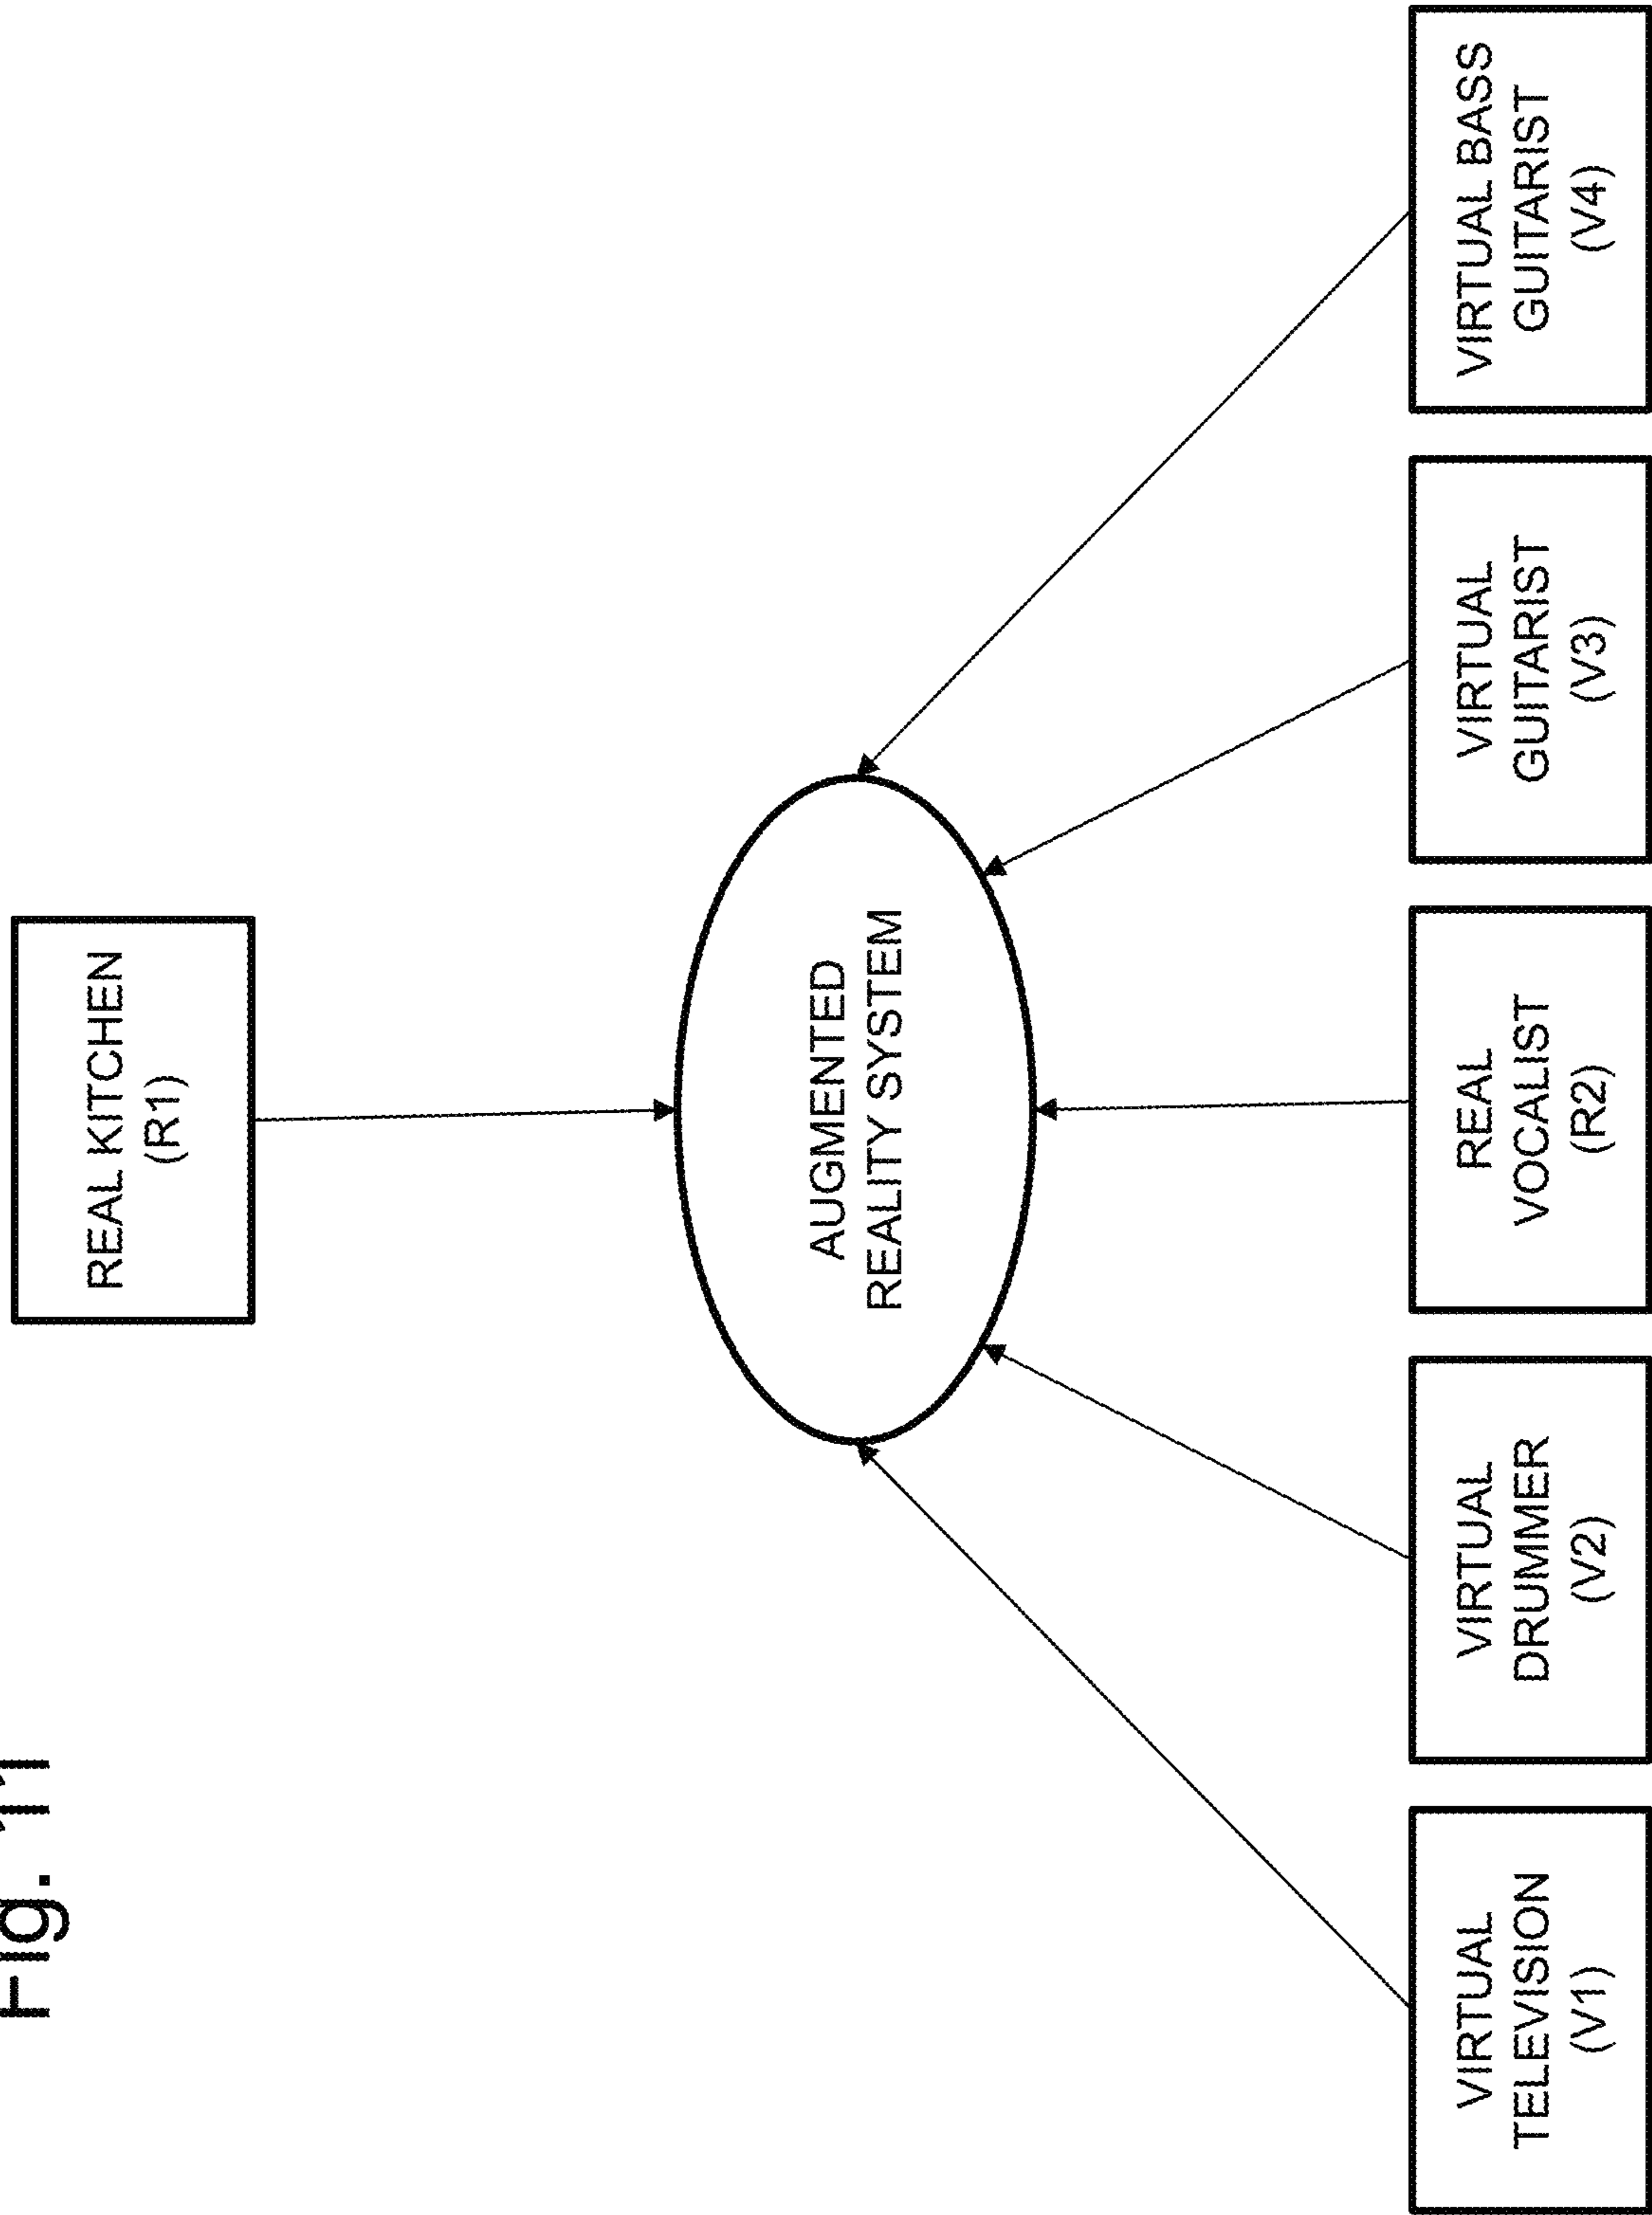 Fig. 11
REAL KITCHEN
(R1)
AUGMENTED
REALITY SYSTEM
VIRTUAL
TELEVISION
(V1)
VIRTUAL
DRUMMER
(V2)
REAL
VOCALIST
(R2)
VIRTUAL
GUITARIST
(V3)
VIRTUAL BASS
GUITARIST
(V4)